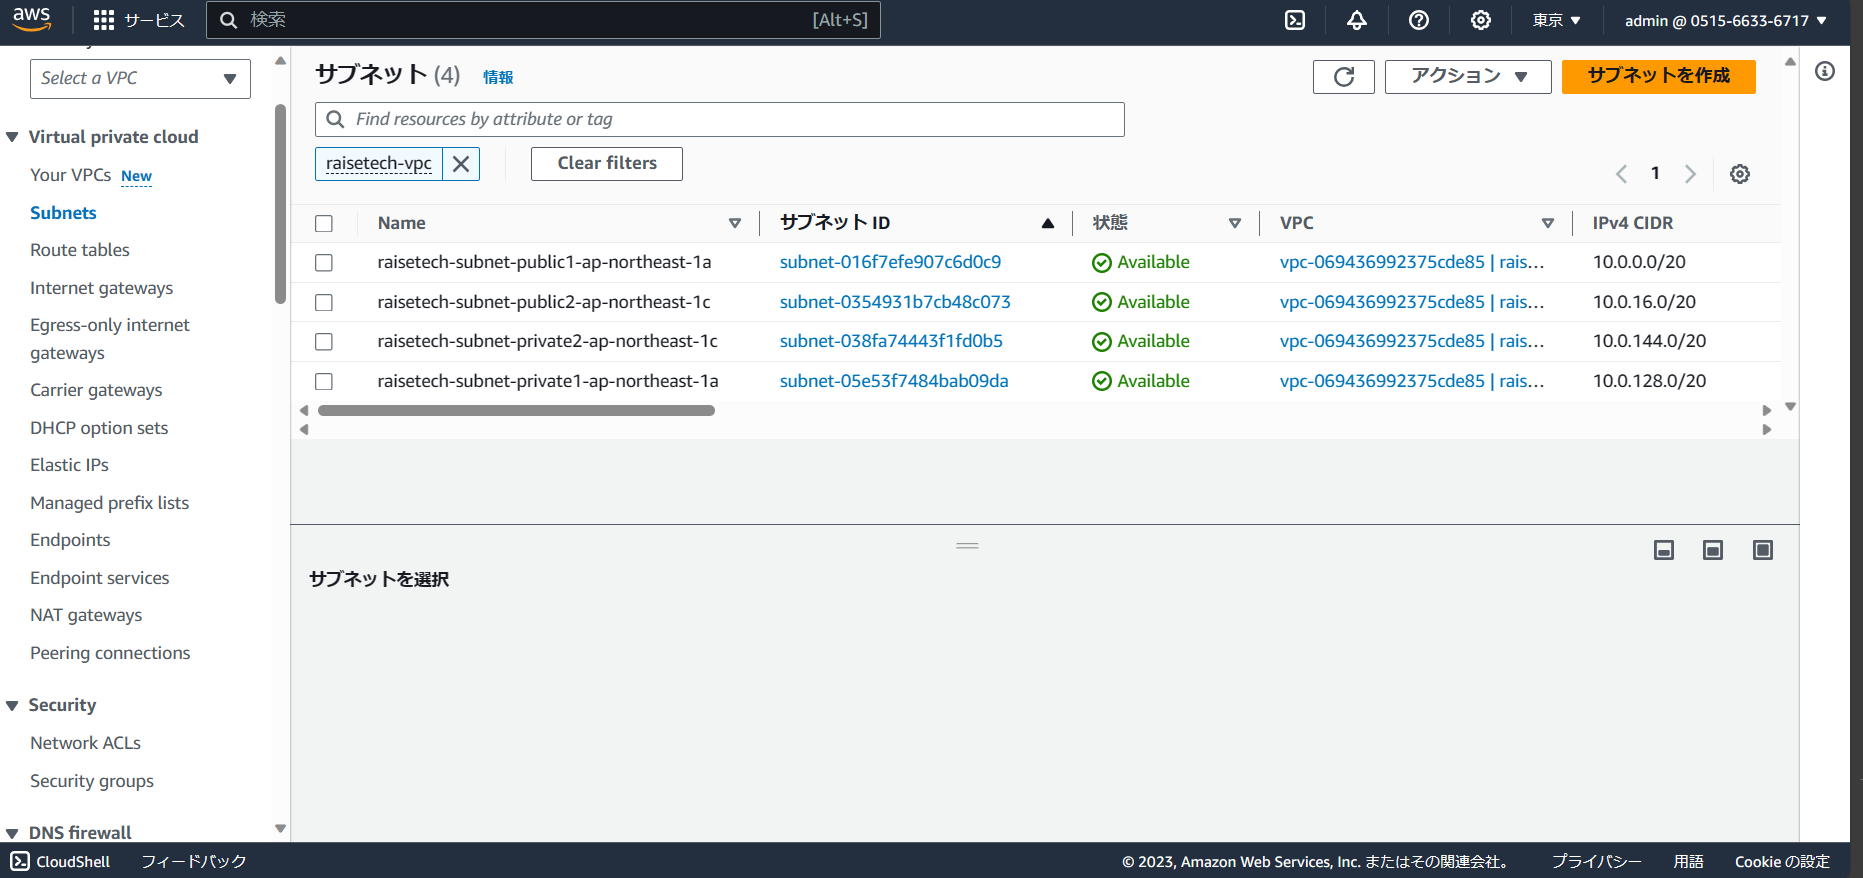 aws サービス 検索 [Alt+S] 東京 ▼ admin @ 0515-6633-6717 ▼
Select a VPC
Virtual private cloud
Your VPCs New
Subnets
Route tables
Internet gateways
Egress-only internet
gateways
Carrier gateways
DHCP option sets
Elastic IPs
Managed prefix lists
Endpoints
Endpoint services
NAT gateways
Peering connections
Security
Network ACLs
Security groups
DNS firewall
サブネット (4) 情報
アクション ▼ サブネットを作成
Find resources by attribute or tag
raisetech-vpc Clear filters
1
Name サブネット ID 状態 VPC IPv4 CIDR
raisetech-subnet-public1-ap-northeast-1a subnet-016f7efe907c6d0c9 Available vpc-069436992375cde85 | rais… 10.0.0.0/20
raisetech-subnet-public2-ap-northeast-1c subnet-0354931b7cb48c073 Available vpc-069436992375cde85 | rais… 10.0.16.0/20
raisetech-subnet-private2-ap-northeast-1c subnet-038fa74443f1fd0b5 Available vpc-069436992375cde85 | rais… 10.0.144.0/20
raisetech-subnet-private1-ap-northeast-1a subnet-05e53f7484bab09da Available vpc-069436992375cde85 | rais… 10.0.128.0/20
サブネットを選択
CloudShell フィードバック © 2023, Amazon Web Services, Inc. またはその関連会社。 プライバシー 用語 Cookie の設定